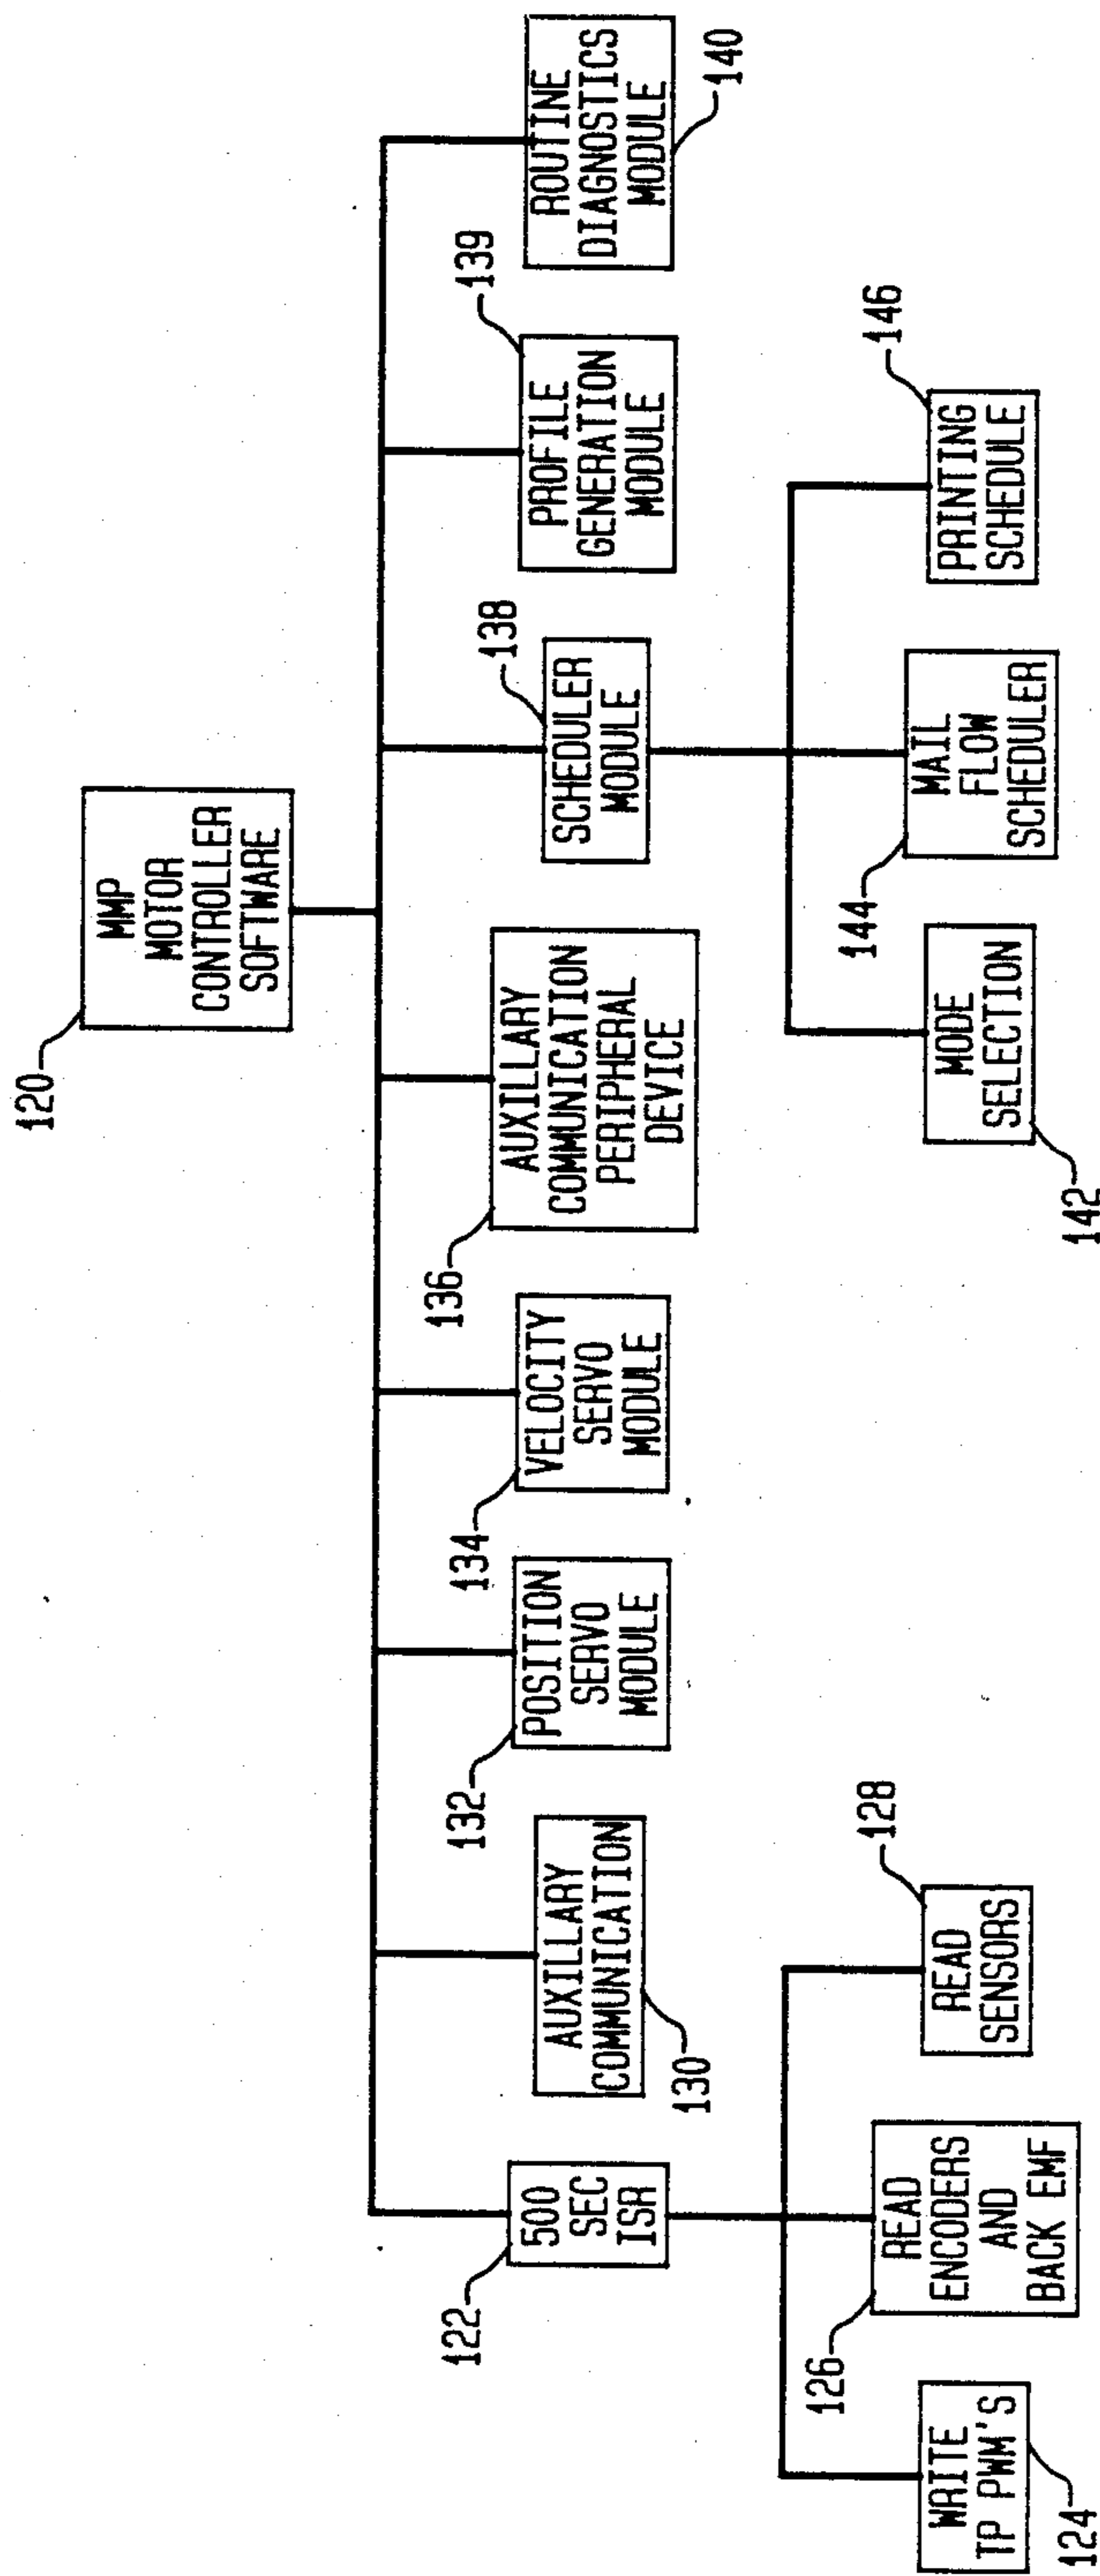 120
MMP
MOTOR
CONTROLLER
SOFTWARE
122
500
SEC
ISR
AUXILLARY
COMMUNICATION
130
132
POSITION
SERVO
MODULE
134
VELOCITY
SERVO
MODULE
136
AUXILLARY
COMMUNICATION
PERIPHERAL
DEVICE
SCHEDULER
MODULE
138
PROFILE
GENERATION
MODULE
139
ROUTINE
DIAGNOSTICS
MODULE
140
WRITE
TP PWM'S
124
126
READ
ENCODERS
AND
BACK EMF
READ
SENSORS
128
MODE
SELECTION
142
144
MAIL
FLOW
SCHEDULER
PRINTING
SCHEDULE
146